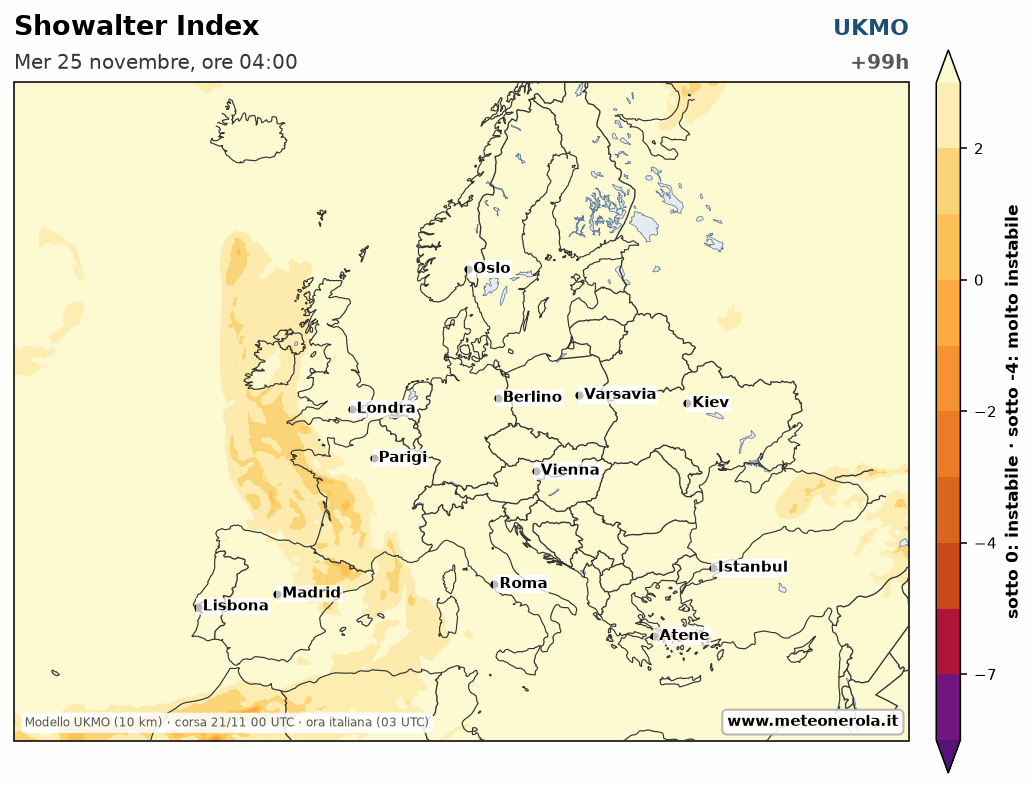 Showalter Index
UKMO
Mer 25 novembre, ore 04:00
+99h
Oslo
Londra
Berlino
Varsavia
Kiev
Parigi
Vienna
Istanbul
Roma
Madrid
Lisbona
Atene
Modello UKMO (10 km) · corsa 21/11 00 UTC · ora italiana (03 UTC)
www.meteonerola.it
2
0
−2
−4
−7
sotto 0: instabile · sotto -4: molto instabile